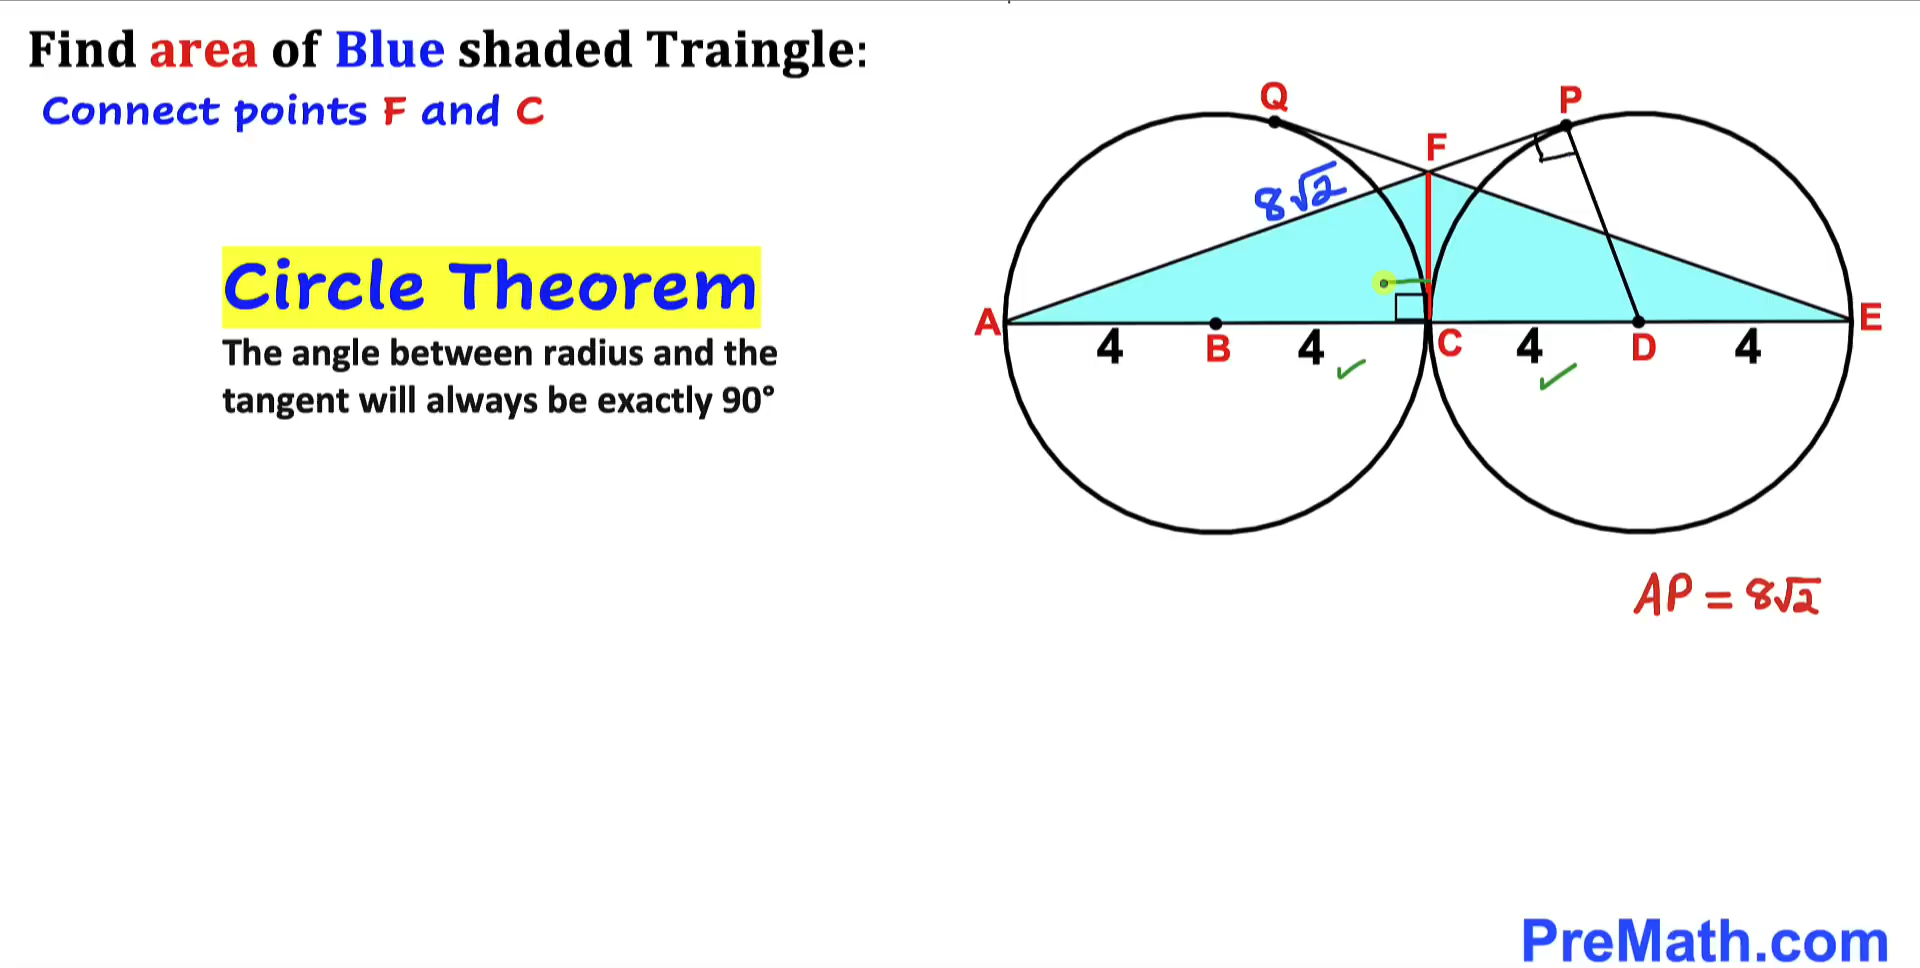 Find area of Blue shaded Traingle:
Connect points F and C
Q
P
F
8√2
Circle Theorem
A
E
4
B
4
C
4
D
4
The angle between radius and the
tangent will always be exactly 90°
AP = 8√2
PreMath.com